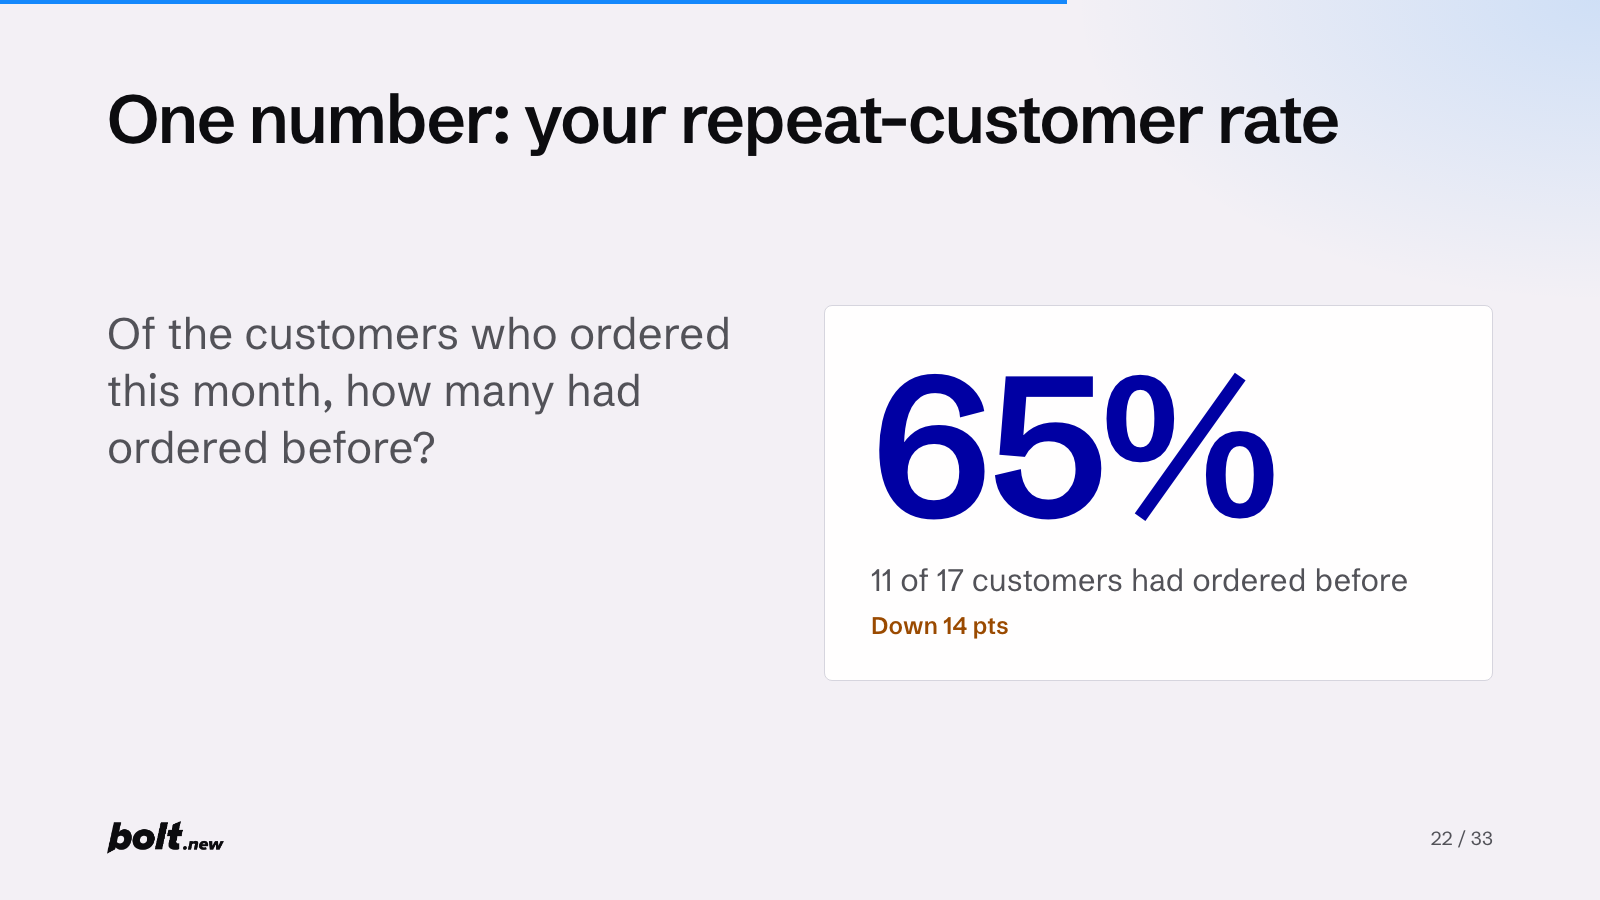 One number: your repeat-customer rate
Of the customers who ordered
this month, how many had
ordered before?
65%
11 of 17 customers had ordered before
Down 14 pts
bolt.new
22 / 33